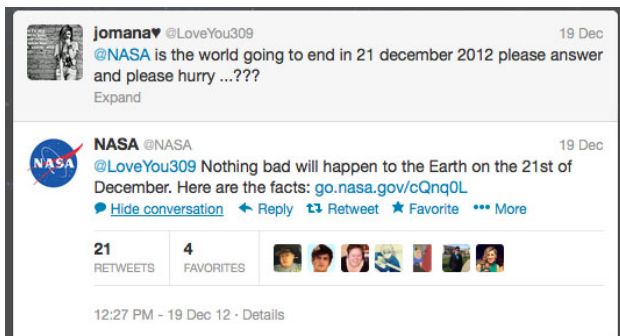 jomana♥ @LoveYou309 19 Dec
@NASA is the world going to end in 21 december 2012 please answer
and please hurry ...???
Expand
NASA
NASA @NASA 19 Dec
@LoveYou309 Nothing bad will happen to the Earth on the 21st of
December. Here are the facts: go.nasa.gov/cQnq0L
Hide conversation Reply Retweet Favorite More
21 4
RETWEETS FAVORITES
12:27 PM - 19 Dec 12 · Details